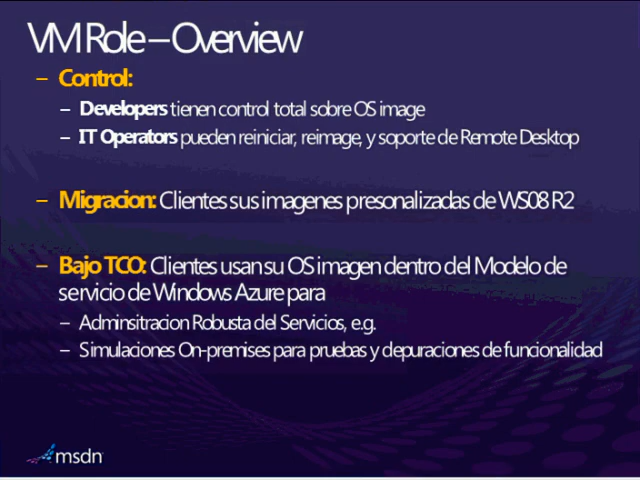 VM Role – Overview
– Control:
– Developers tienen control total sobre OS image
– IT Operators pueden reiniciar, reimage, y soporte de Remote Desktop
– Migracion: Clientes sus imagenes presonalizadas de WS08 R2
– Bajo TCO: Clientes usan su OS imagen dentro del Modelo de
servicio de Windows Azure para
– Adminsitracion Robusta del Servicios, e.g.
– Simulaciones On-premises para pruebas y depuraciones de funcionalidad
msdn